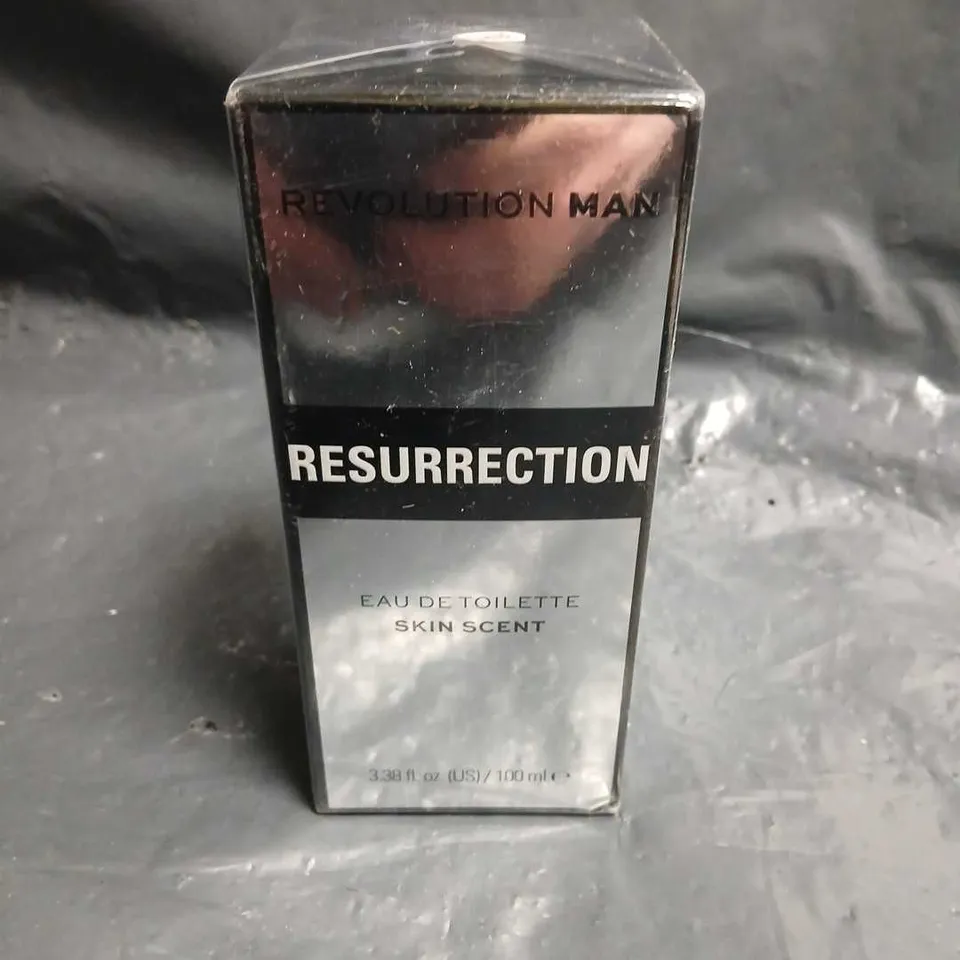 REVOLUTION MAN
RESURRECTION
EAU DE TOILETTE
SKIN SCENT
3.38 fl. oz (US) / 100 ml e